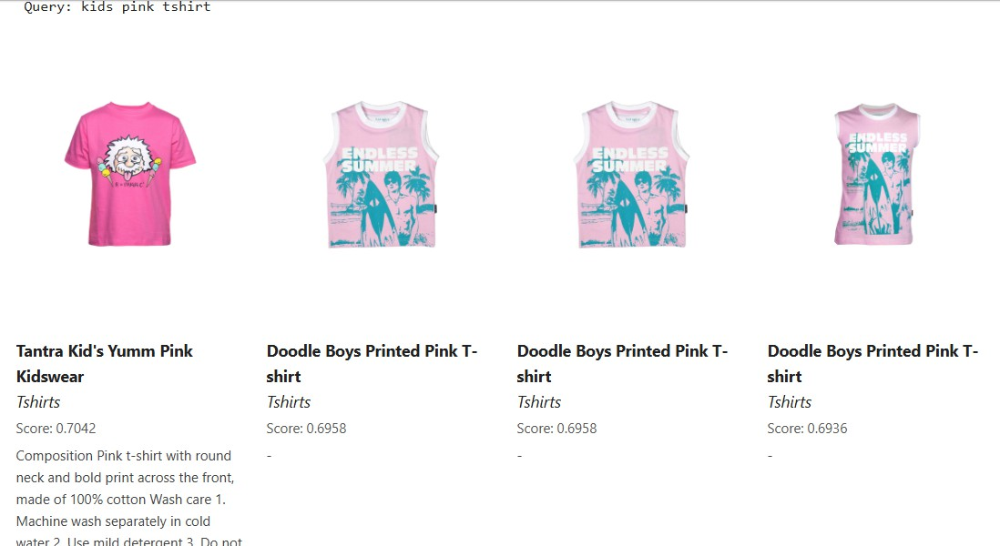 Query: kids pink tshirt
ENDLESS
SUMMER
ENDLESS
SUMMER
ENDLESS
SUMMER
Tantra Kid's Yumm Pink
Kidswear
Tshirts
Score: 0.7042
Composition Pink t-shirt with round
neck and bold print across the front,
made of 100% cotton Wash care 1.
Machine wash separately in cold
water 2. Use mild detergent 3. Do not
Doodle Boys Printed Pink T-
shirt
Tshirts
Score: 0.6958
-
Doodle Boys Printed Pink T-
shirt
Tshirts
Score: 0.6958
-
Doodle Boys Printed Pink T-
shirt
Tshirts
Score: 0.6936
-